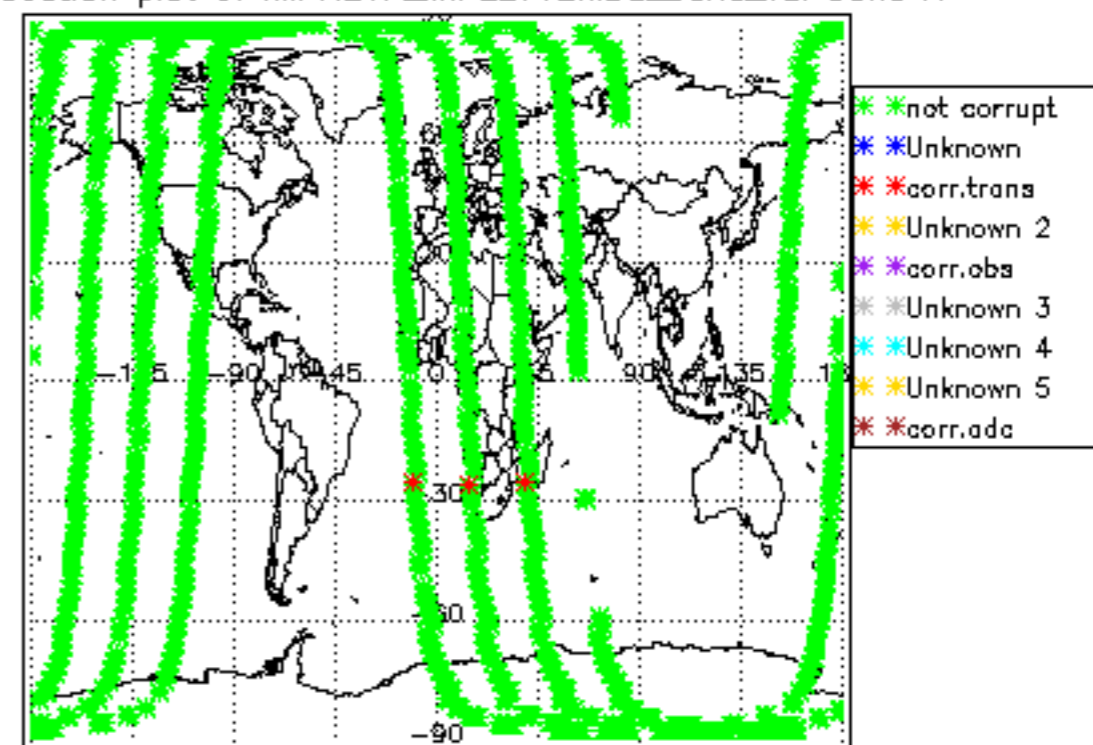 -135 -90 45 0 90 135
30
-60
-90
not corrupt
Unknown
corr.trans
Unknown 2
corr.obs
Unknown 3
Unknown 4
Unknown 5
corr.adc